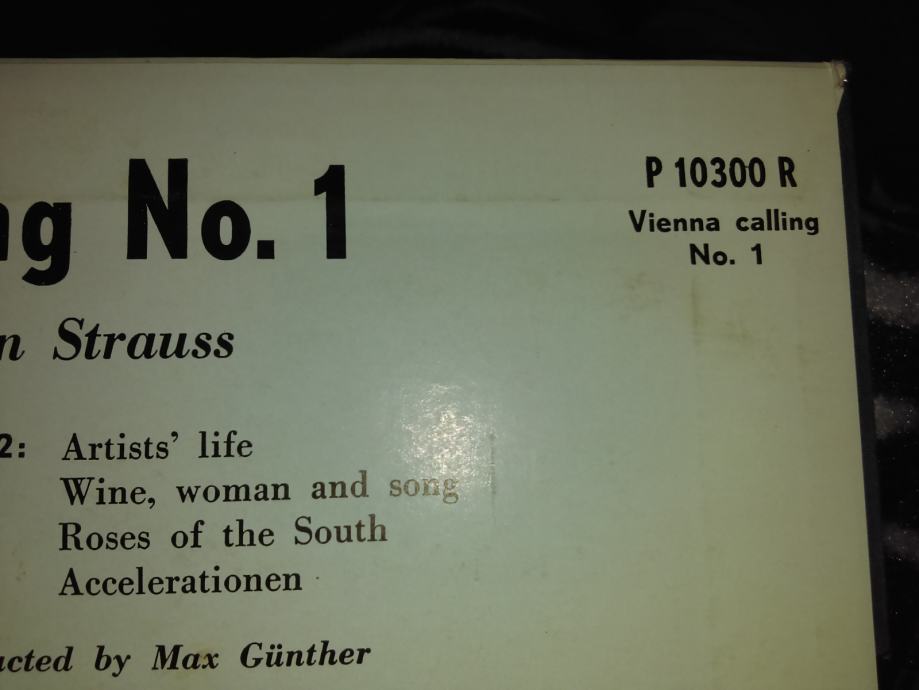 ng No. 1
P 10300 R
Vienna calling
No. 1
n Strauss
2: Artists' life
Wine, woman and song
Roses of the South
Accelerationen
ucted by Max Günther